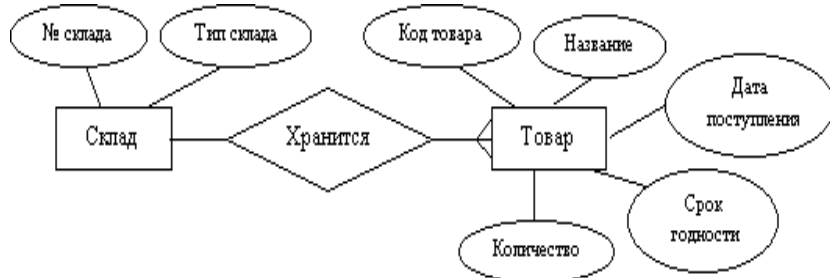 № склада
Тип склада
Код товара
Название
Дата
поступления
Склад
Хранится
Товар
Срок
годности
Количество